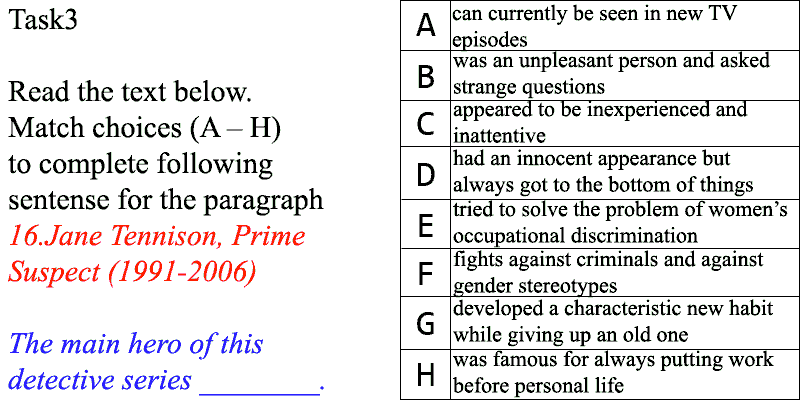 Task3
Read the text below.
Match choices (A – H)
to complete following
sentense for the paragraph
16.Jane Tennison, Prime
Suspect (1991-2006)
The main hero of this
detective series ________.
A can currently be seen in new TV
episodes
B was an unpleasant person and asked
strange questions
C appeared to be inexperienced and
inattentive
D had an innocent appearance but
always got to the bottom of things
E tried to solve the problem of women's
occupational discrimination
F fights against criminals and against
gender stereotypes
G developed a characteristic new habit
while giving up an old one
H was famous for always putting work
before personal life